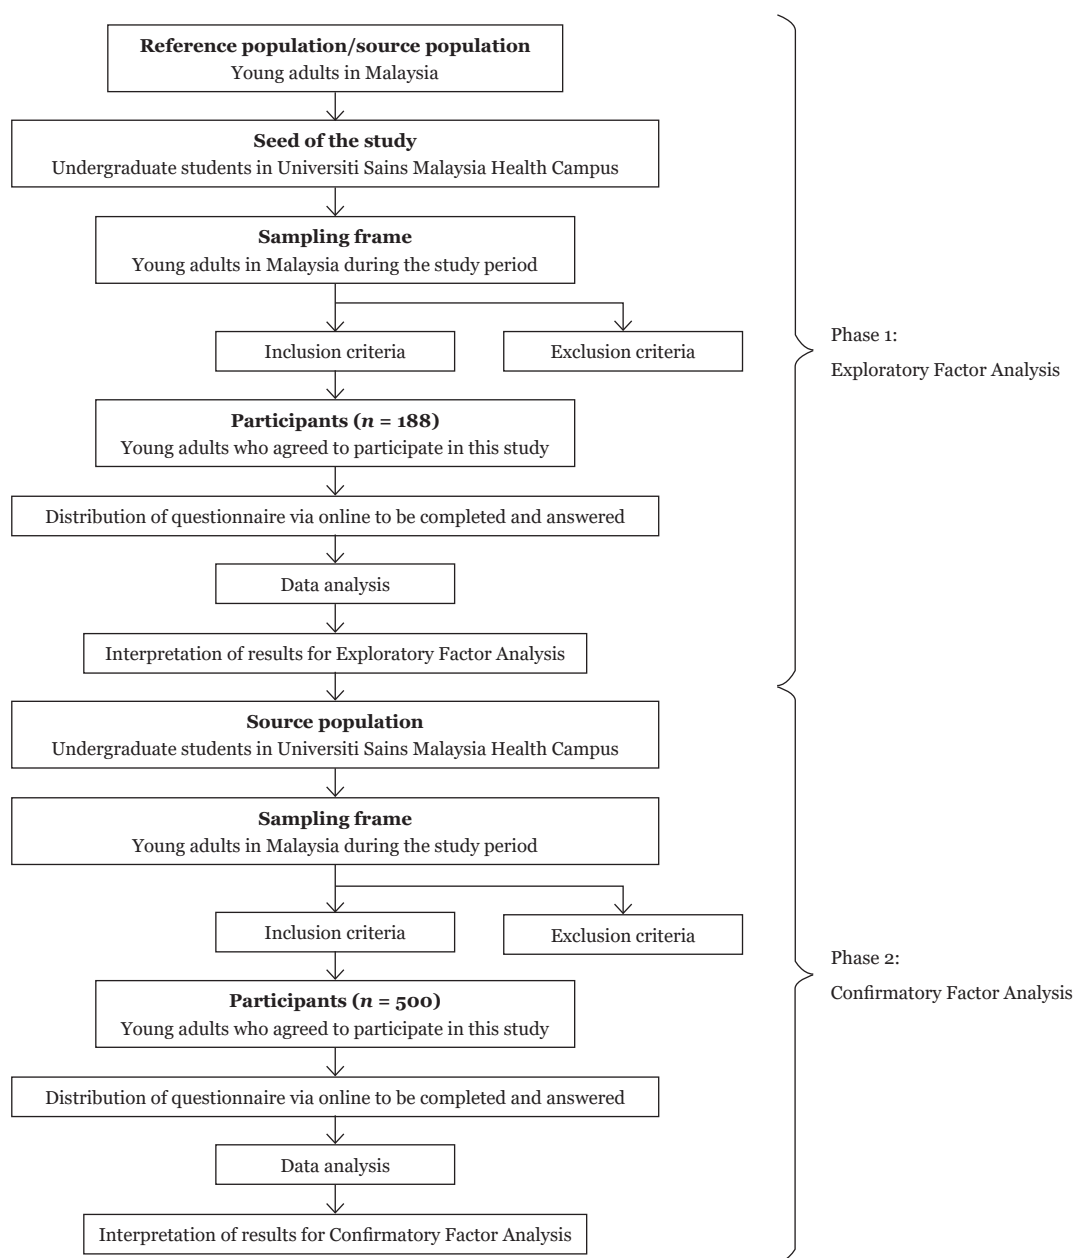 Reference population/source population
Young adults in Malaysia
Seed of the study
Undergraduate students in Universiti Sains Malaysia Health Campus
Sampling frame
Young adults in Malaysia during the study period
Inclusion criteria
Exclusion criteria
Participants (n = 188)
Young adults who agreed to participate in this study
Distribution of questionnaire via online to be completed and answered
Data analysis
Interpretation of results for Exploratory Factor Analysis
Phase 1:
Exploratory Factor Analysis
Source population
Undergraduate students in Universiti Sains Malaysia Health Campus
Sampling frame
Young adults in Malaysia during the study period
Inclusion criteria
Exclusion criteria
Participants (n = 500)
Young adults who agreed to participate in this study
Distribution of questionnaire via online to be completed and answered
Data analysis
Interpretation of results for Confirmatory Factor Analysis
Phase 2:
Confirmatory Factor Analysis